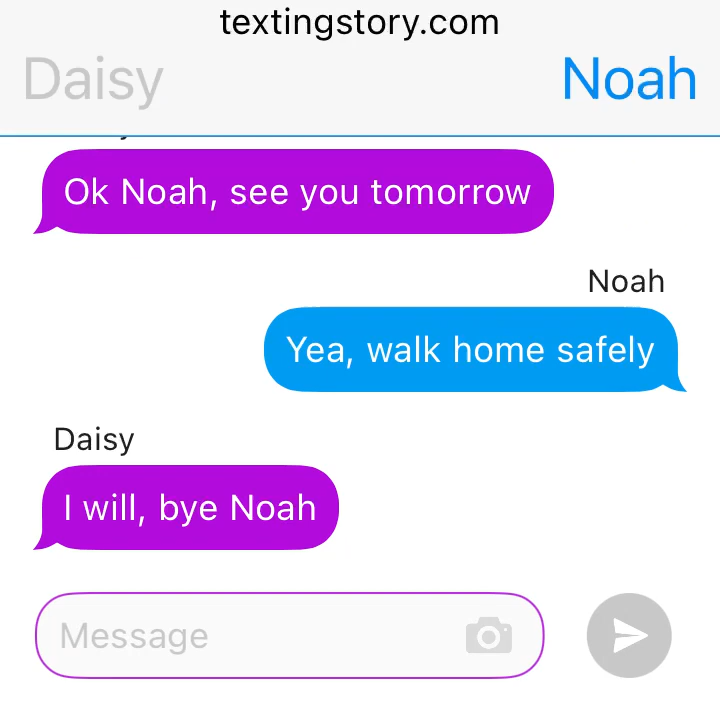 textingstory.com
Daisy
Noah
Ok Noah, see you tomorrow
Noah
Yea, walk home safely
Daisy
I will, bye Noah
Message